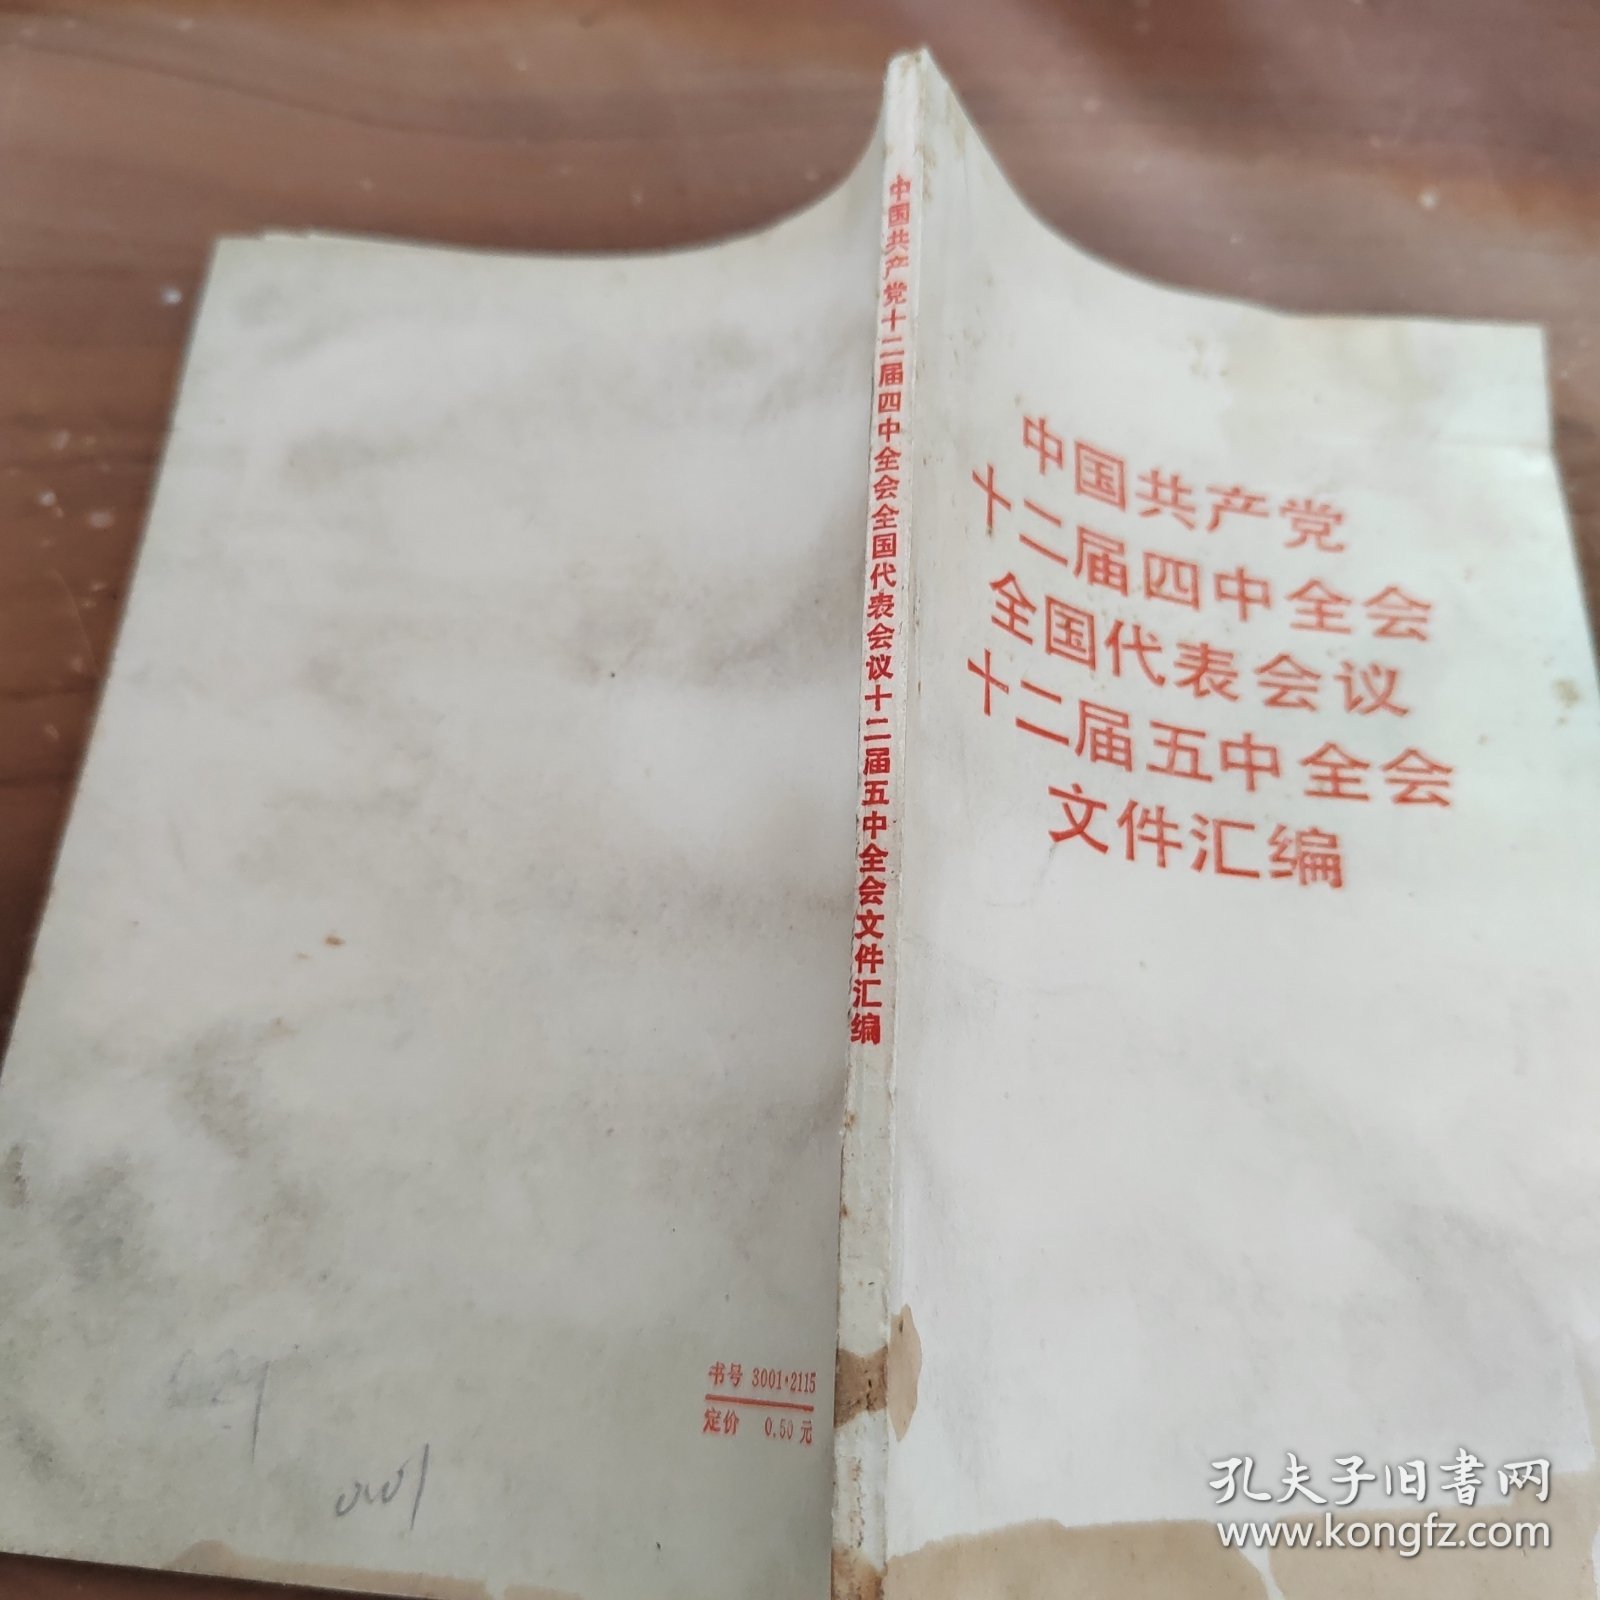 中国共产党
十二届四中全会
全国代表会议
十二届五中全会
文件汇编
中国共产党十二届四中全会全国代表会议十二届五中全会文件汇编
书号 3001·2115
定价 0.50 元
孔夫子旧书网
www.kongfz.com